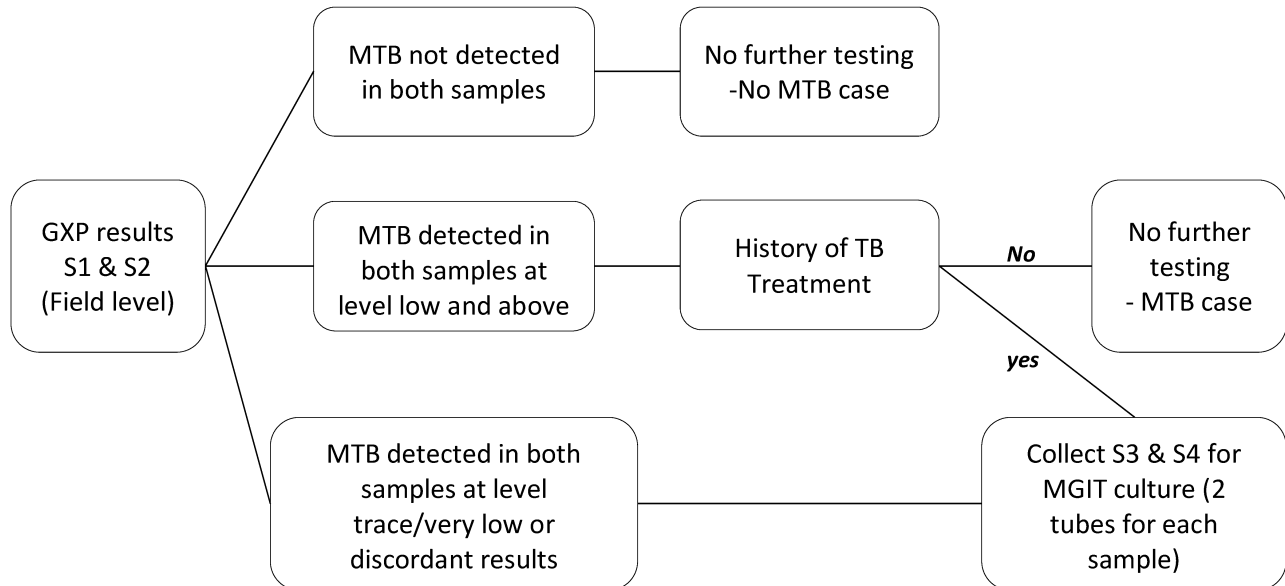 MTB not detected
in both samples
No further testing
-No MTB case
GXP results
S1 & S2
(Field level)
MTB detected in
both samples at
level low and above
History of TB
Treatment
No
No further
testing
- MTB case
yes
MTB detected in both
samples at level
trace/very low or
discordant results
Collect S3 & S4 for
MGIT culture (2
tubes for each
sample)